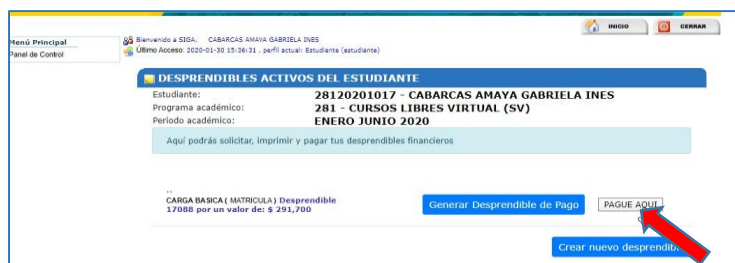 INICIO
CERRAR
Menú Principal
Panel de Control
Bienvenido a SIGA, CABARCAS AMAYA GABRIELA INES
Último Acceso: 2020-01-30 15:36:31 . perfil actual: Estudiante (estudiante)
DESPRENDIBLES ACTIVOS DEL ESTUDIANTE
Estudiante: 28120201017 - CABARCAS AMAYA GABRIELA INES
Programa académico: 281 - CURSOS LIBRES VIRTUAL (SV)
Periodo académico: ENERO JUNIO 2020
Aquí podrás solicitar, imprimir y pagar tus desprendibles financieros
..
CARGA BASICA ( MATRICULA ) Desprendible
17088 por un valor de: $ 291,700
Generar Desprendible de Pago
PAGUE AQUI
Crear nuevo desprendib